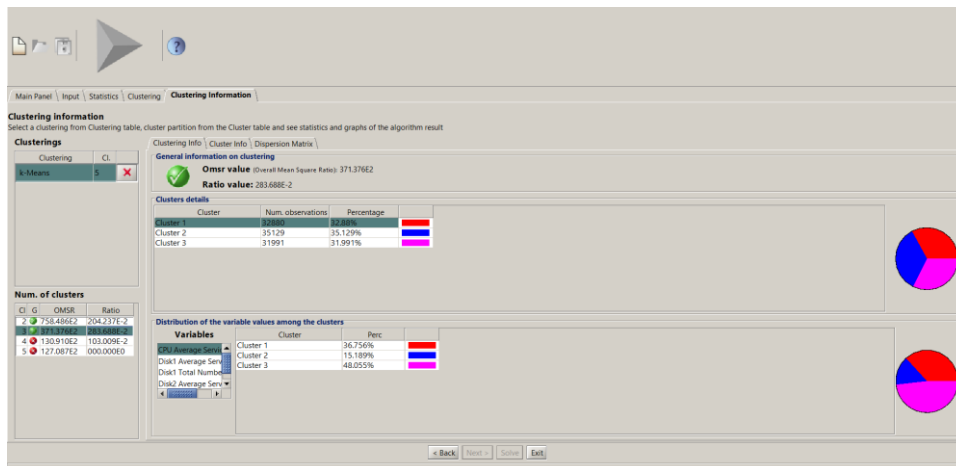 Main Panel Input Statistics Clustering Clustering Information
Clustering information
Select a clustering from Clustering table, cluster partition from the Cluster table and see statistics and graphs of the algorithm result
Clusterings
Clustering Cl.
k-Means 5
Num. of clusters
Cl G OMSR Ratio
2 758.486E2 204.237E-2
3 371.376E2 283.688E-2
4 130.910E2 103.009E-2
5 127.087E2 000.000E0
Clustering Info Cluster Info Dispersion Matrix
General information on clustering
Omsr value (Overall Mean Square Ratio): 371.376E2
Ratio value: 283.688E-2
Clusters details
Cluster Num. observations Percentage
Cluster 1 32880 32.88%
Cluster 2 35129 35.129%
Cluster 3 31991 31.991%
Distribution of the variable values among the clusters
Variables
CPU Average Servic
Disk1 Average Serv
Disk1 Total Numbe
Disk2 Average Serv
Cluster Perc
Cluster 1 36.756%
Cluster 2 15.189%
Cluster 3 48.055%
< Back Next > Solve Exit